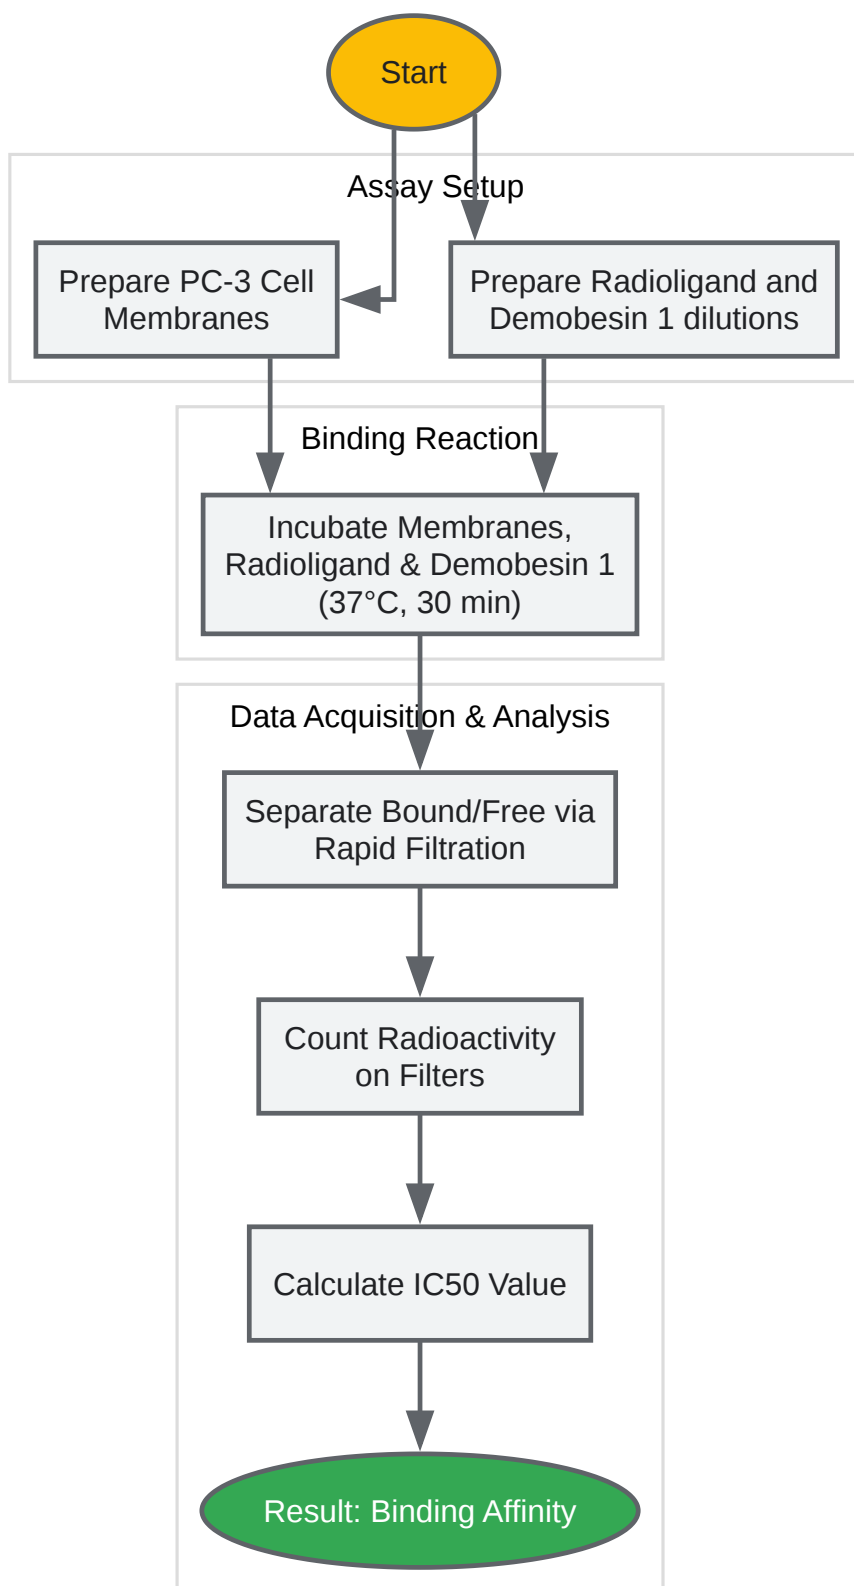 Start
Assay Setup
Prepare PC-3 Cell
Membranes
Prepare Radioligand and
Demobesin 1 dilutions
Binding Reaction
Incubate Membranes,
Radioligand & Demobesin 1
(37°C, 30 min)
Data Acquisition & Analysis
Separate Bound/Free via
Rapid Filtration
Count Radioactivity
on Filters
Calculate IC50 Value
Result: Binding Affinity